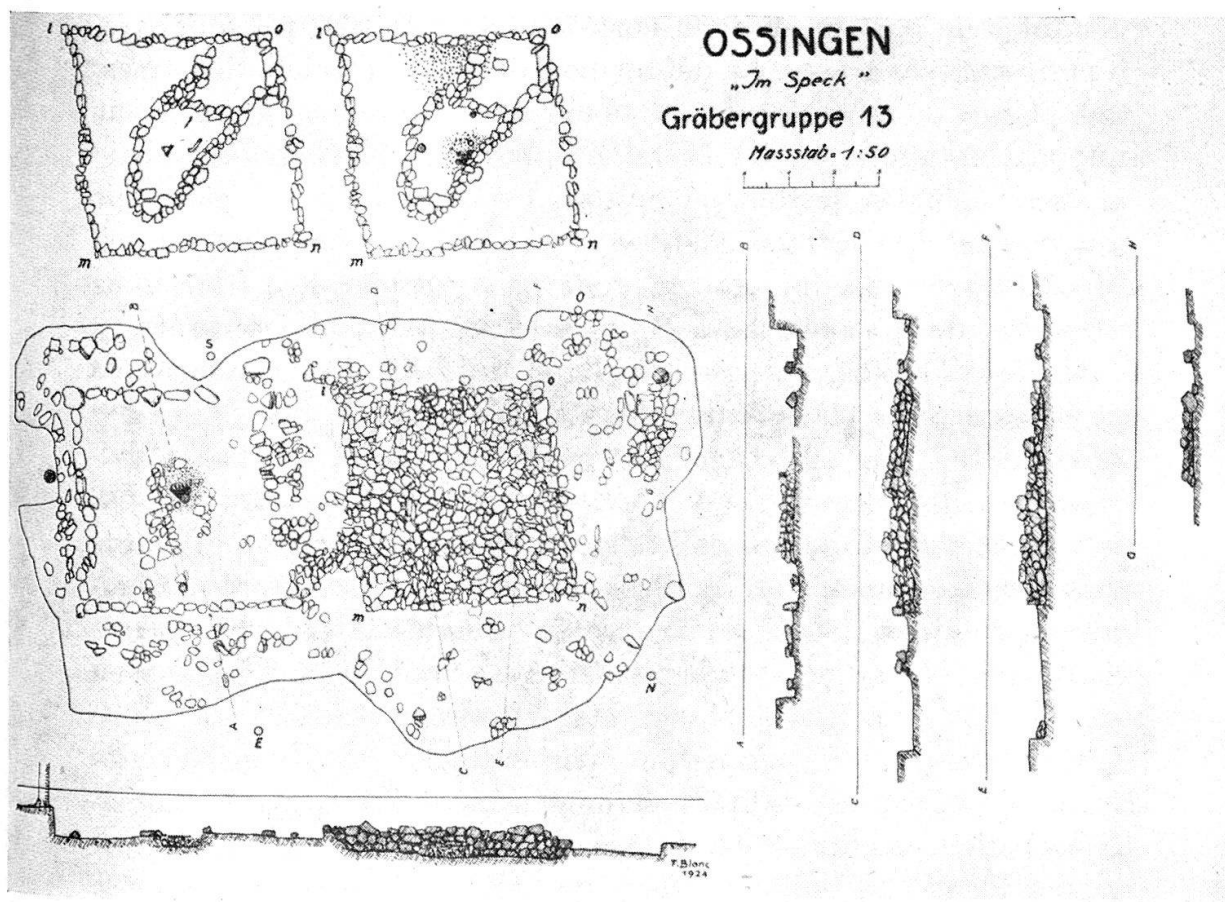 OSSINGEN
„Im Speck"
Gräbergruppe 13
Massstab = 1:50
l
o
l
o
m
n
m
n
B
D
F
H
S
O
l
o
m
n
A
E
C
E
N
A
C
E
G
F. Blanc
1924